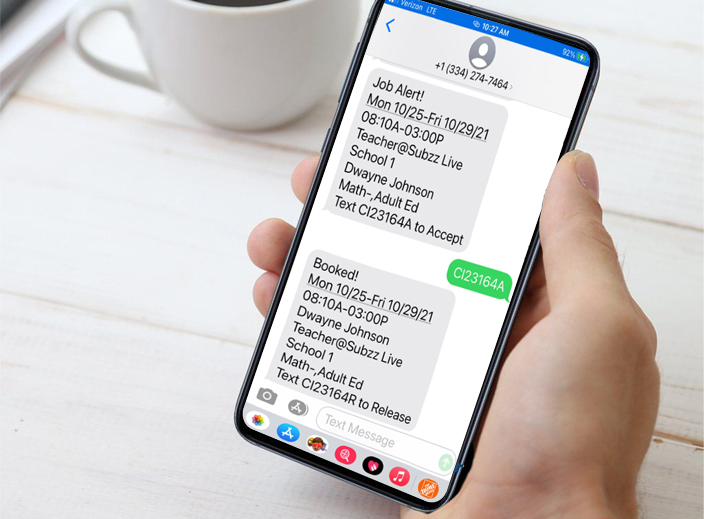 Verizon LTE
10:27 AM
92%
+1 (334) 274-7464
Job Alert!
Mon 10/25-Fri 10/29/21
08:10A-03:00P
Teacher@Subzz Live
School 1
Dwayne Johnson
Math-,Adult Ed
Text CI23164A to Accept
CI23164A
Booked!
Mon 10/25-Fri 10/29/21
08:10A-03:00P
Dwayne Johnson
Teacher@Subzz Live
School 1
Math-,Adult Ed
Text CI23164R to Release
Text Message